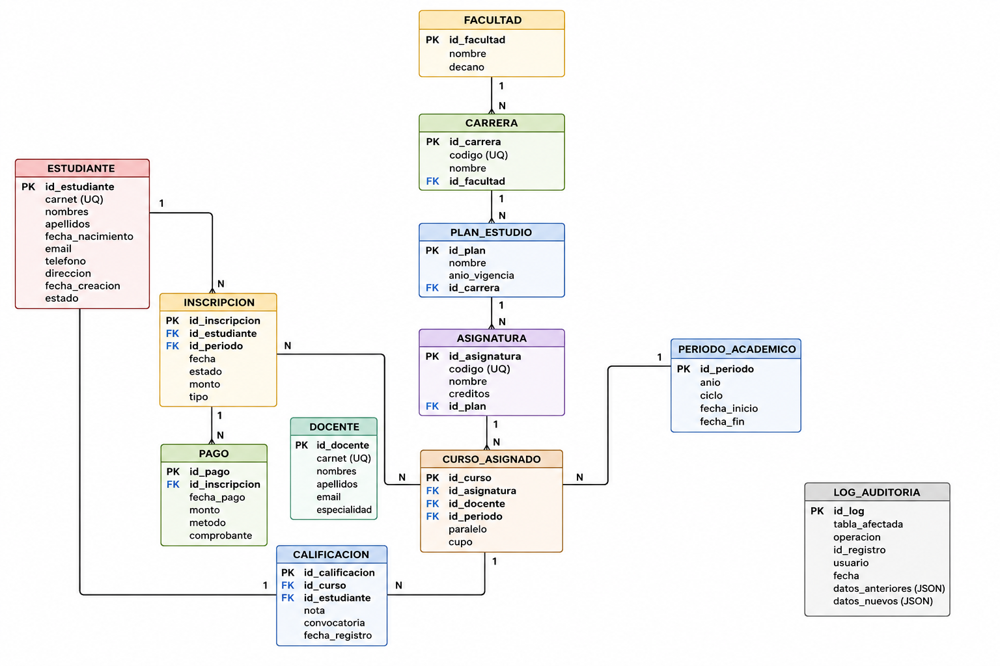 FACULTAD
PK id_facultad
nombre
decano
1
N
CARRERA
PK id_carrera
codigo (UQ)
nombre
FK id_facultad
1
N
PLAN_ESTUDIO
PK id_plan
nombre
anio_vigencia
FK id_carrera
1
N
ASIGNATURA
PK id_asignatura
codigo (UQ)
nombre
creditos
FK id_plan
1
N
ESTUDIANTE
PK id_estudiante
carnet (UQ)
nombres
apellidos
fecha_nacimiento
email
telefono
direccion
fecha_creacion
estado
1
N
INSCRIPCION
PK id_inscripcion
FK id_estudiante
FK id_periodo
fecha
estado
monto
tipo
N
1
N
PAGO
PK id_pago
FK id_inscripcion
fecha_pago
monto
metodo
comprobante
DOCENTE
PK id_docente
carnet (UQ)
nombres
apellidos
email
especialidad
N
CURSO_ASIGNADO
PK id_curso
FK id_asignatura
FK id_docente
FK id_periodo
paralelo
cupo
N
1
PERIODO_ACADEMICO
PK id_periodo
anio
ciclo
fecha_inicio
fecha_fin
1
CALIFICACION
PK id_calificacion
FK id_curso
FK id_estudiante
nota
convocatoria
fecha_registro
1
N
LOG_AUDITORIA
PK id_log
tabla_afectada
operacion
id_registro
usuario
fecha
datos_anteriores (JSON)
datos_nuevos (JSON)